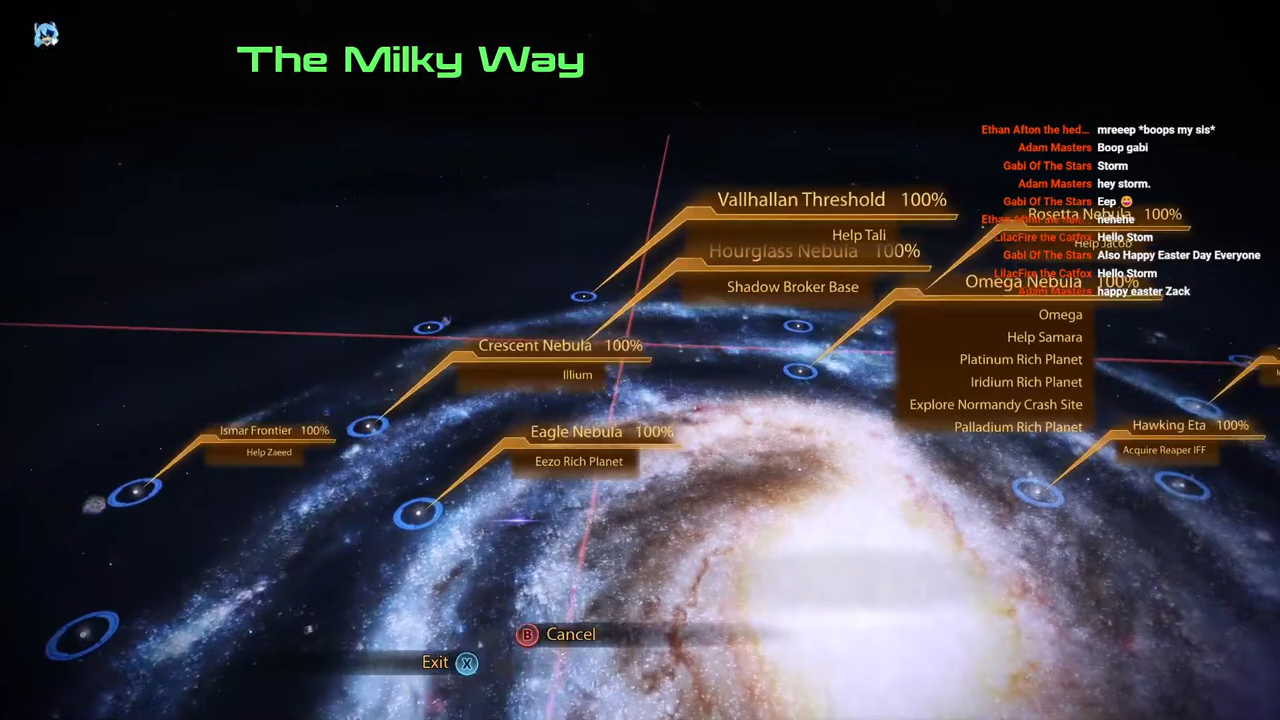 The Milky Way
Ethan Afton the hed... mreeep *boops my sis*
Adam Masters Boop gabi
Gabi Of The Stars Storm
Adam Masters hey storm.
Gabi Of The Stars Eep 😝
hehehe
LilacFire the Catfox Hello Stom
Gabi Of The Stars Also Happy Easter Day Everyone
LilacFire the Catfox Hello Storm
Adam Masters happy easter Zack
Vallhallan Threshold 100%
Help Tali
Rosetta Nebula 100%
Help Jacob
Hourglass Nebula 100%
Shadow Broker Base
Omega Nebula 100%
Omega
Help Samara
Platinum Rich Planet
Iridium Rich Planet
Explore Normandy Crash Site
Palladium Rich Planet
Crescent Nebula 100%
Illium
Ismar Frontier 100%
Help Zaeed
Eagle Nebula 100%
Eezo Rich Planet
Hawking Eta 100%
Acquire Reaper IFF
B Cancel
Exit X